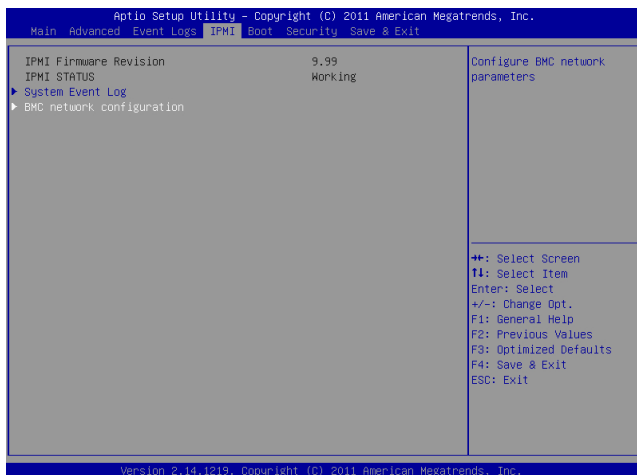 Aptio Setup Utility – Copyright (C) 2011 American Megatrends, Inc.
Main Advanced Event Logs IPMI Boot Security Save & Exit
IPMI Firmware Revision 9.99
IPMI STATUS Working
▶ System Event Log
▶ BMC network configuration
Configure BMC network
parameters
→←: Select Screen
↑↓: Select Item
Enter: Select
+/-: Change Opt.
F1: General Help
F2: Previous Values
F3: Optimized Defaults
F4: Save & Exit
ESC: Exit
Version 2.14.1219. Copyright (C) 2011 American Megatrends, Inc.